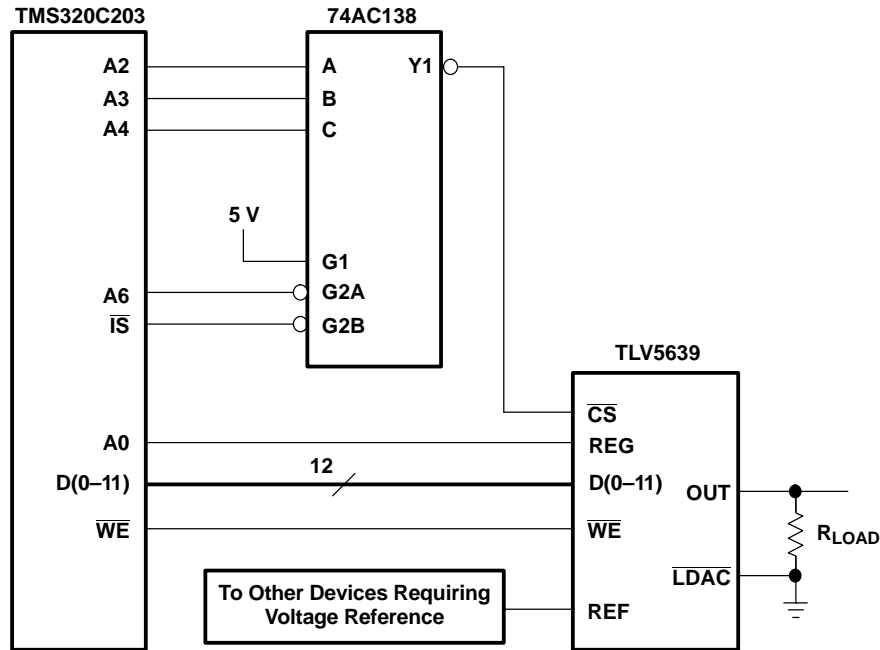 TMS320C203
74AC138
A2
A
Y1
A3
B
A4
C
5 V
G1
A6
G2A
IS
G2B
TLV5639
CS
A0
REG
12
D(0–11)
D(0–11)
OUT
WE
WE
RLOAD
LDAC
To Other Devices Requiring
Voltage Reference
REF